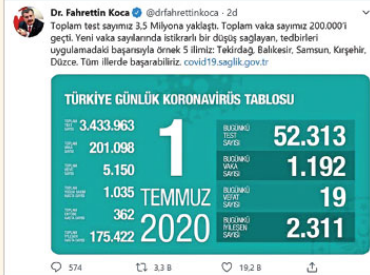 Dr. Fahrettin Koca @drfahrettinkoca · 2d
Toplam test sayımız 3,5 Milyona yaklaştı. Toplam vaka sayımız 200.000'i
geçti. Yeni vaka sayılarında istikrarlı bir düşüş sağlayan, tedbirleri
uygulamadaki başarısıyla örnek 5 ilimiz: Tekirdağ, Balıkesir, Samsun, Kırşehir,
Düzce. Tüm illerde başarabiliriz. covid19.saglik.gov.tr
TÜRKİYE GÜNLÜK KORONAVİRÜS TABLOSU
3.433.963
201.098
5.150
1.035
362
175.422
1
TEMMUZ
2020
BUGÜNKÜ TEST SAYISI 52.313
BUGÜNKÜ VAKA SAYISI 1.192
BUGÜNKÜ VEFAT SAYISI 19
BUGÜNKÜ İYİLEŞEN SAYISI 2.311
574 3,3 B 19,2 B